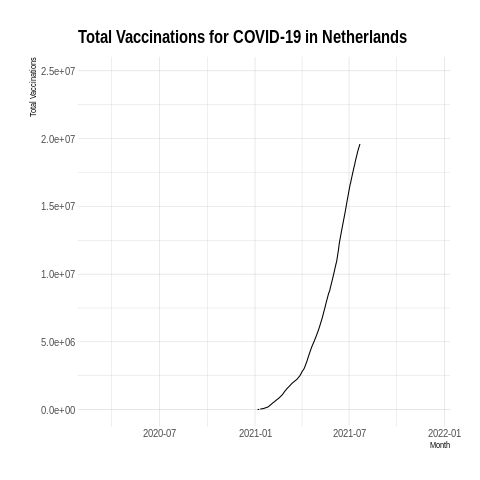 Total Vaccinations for COVID-19 in Netherlands
Total Vaccinations
2.5e+07
2.0e+07
1.5e+07
1.0e+07
5.0e+06
0.0e+00
2020-07 2021-01 2021-07 2022-01
Month